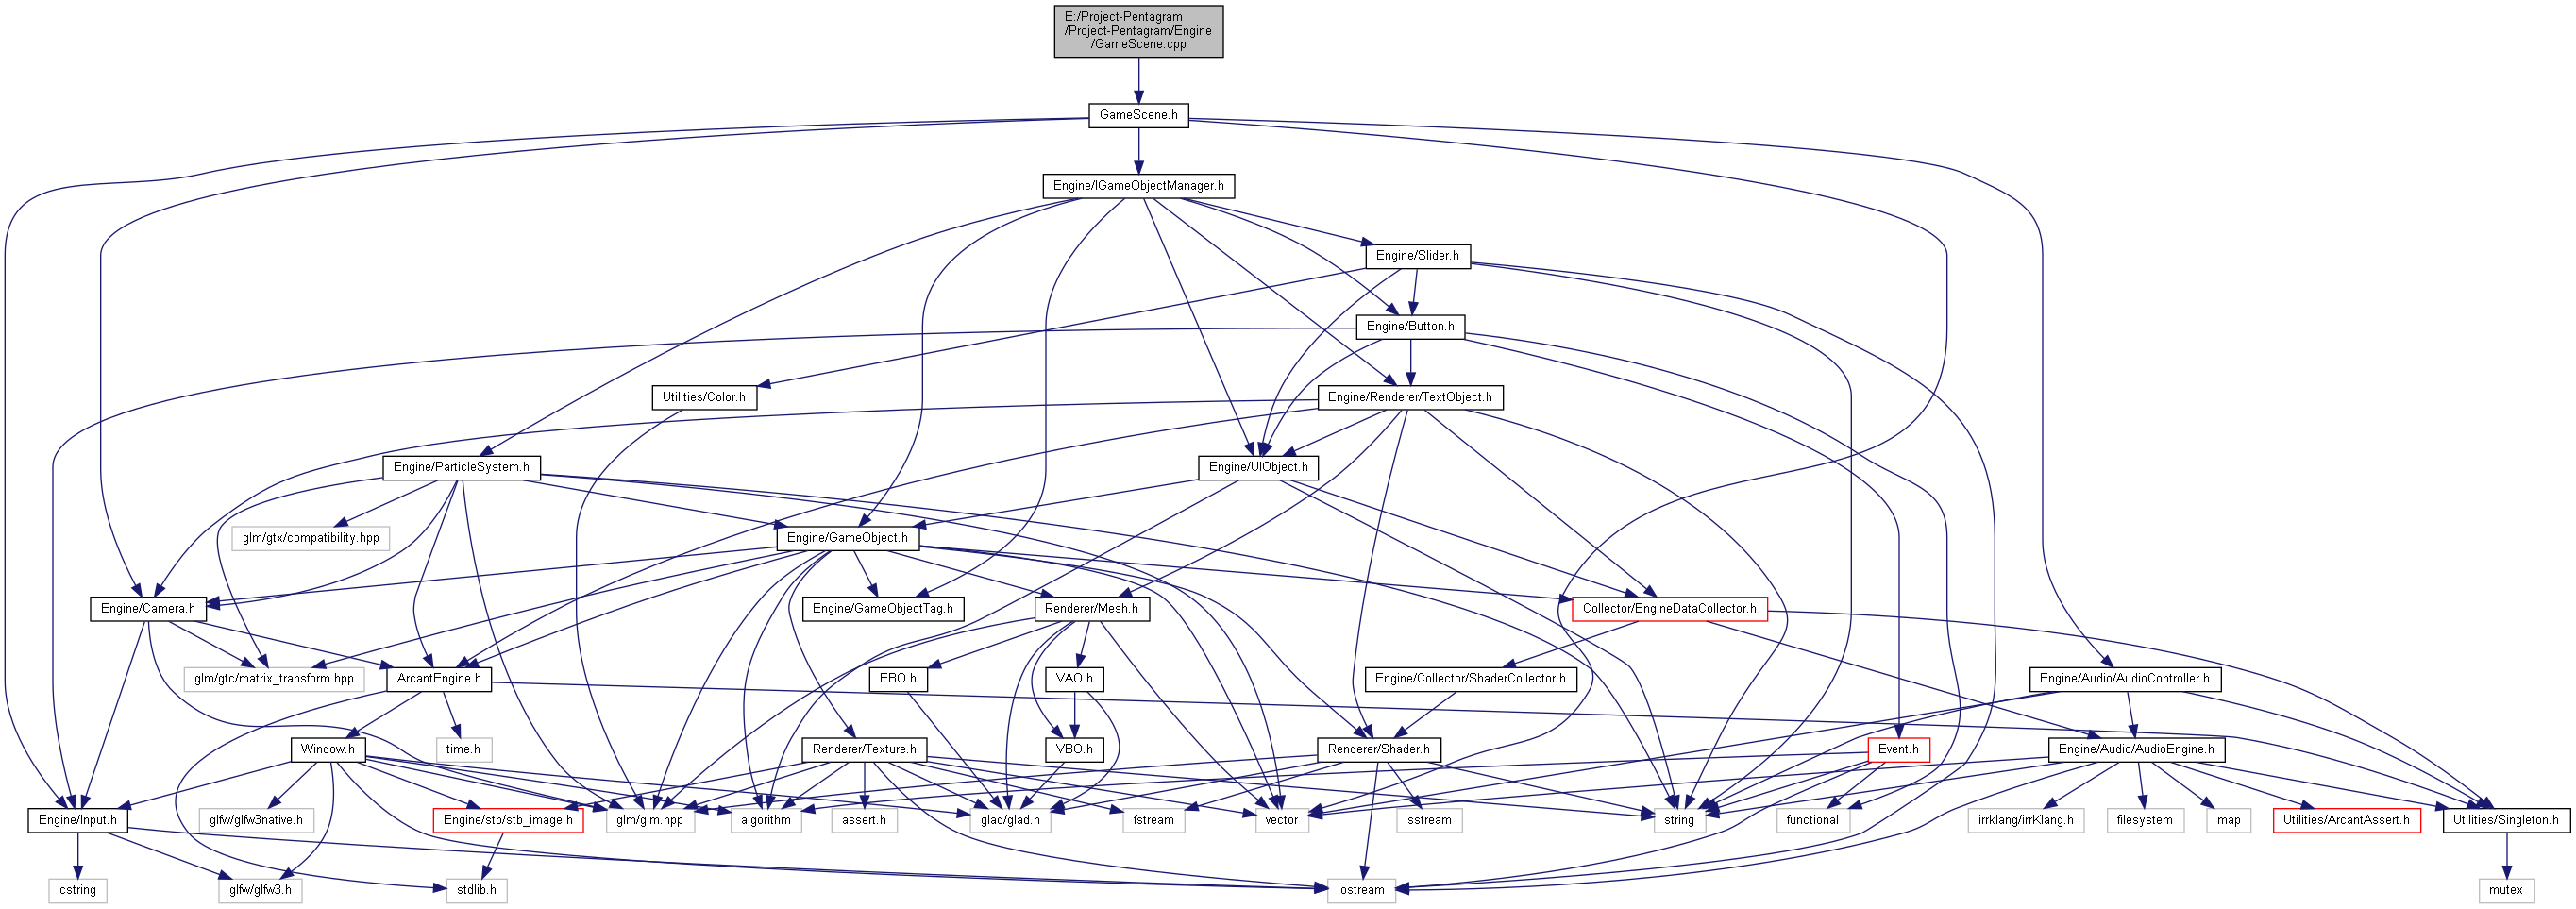 E:/Project-Pentagram
/Project-Pentagram/Engine
/GameScene.cpp
GameScene.h
Engine/IGameObjectManager.h
Engine/Slider.h
Engine/Button.h
Utilities/Color.h
Engine/Renderer/TextObject.h
Engine/ParticleSystem.h
Engine/UIObject.h
glm/gtx/compatibility.hpp
Engine/GameObject.h
Engine/Camera.h
Engine/GameObjectTag.h
Renderer/Mesh.h
Collector/EngineDataCollector.h
glm/gtc/matrix_transform.hpp
ArcantEngine.h
EBO.h
VAO.h
Engine/Collector/ShaderCollector.h
Engine/Audio/AudioController.h
Window.h
time.h
Renderer/Texture.h
VBO.h
Renderer/Shader.h
Event.h
Engine/Audio/AudioEngine.h
Engine/Input.h
glfw/glfw3native.h
Engine/stb/stb_image.h
glm/glm.hpp
algorithm
assert.h
glad/glad.h
fstream
vector
sstream
string
functional
irrklang/irrKlang.h
filesystem
map
Utilities/ArcantAssert.h
Utilities/Singleton.h
cstring
glfw/glfw3.h
stdlib.h
iostream
mutex